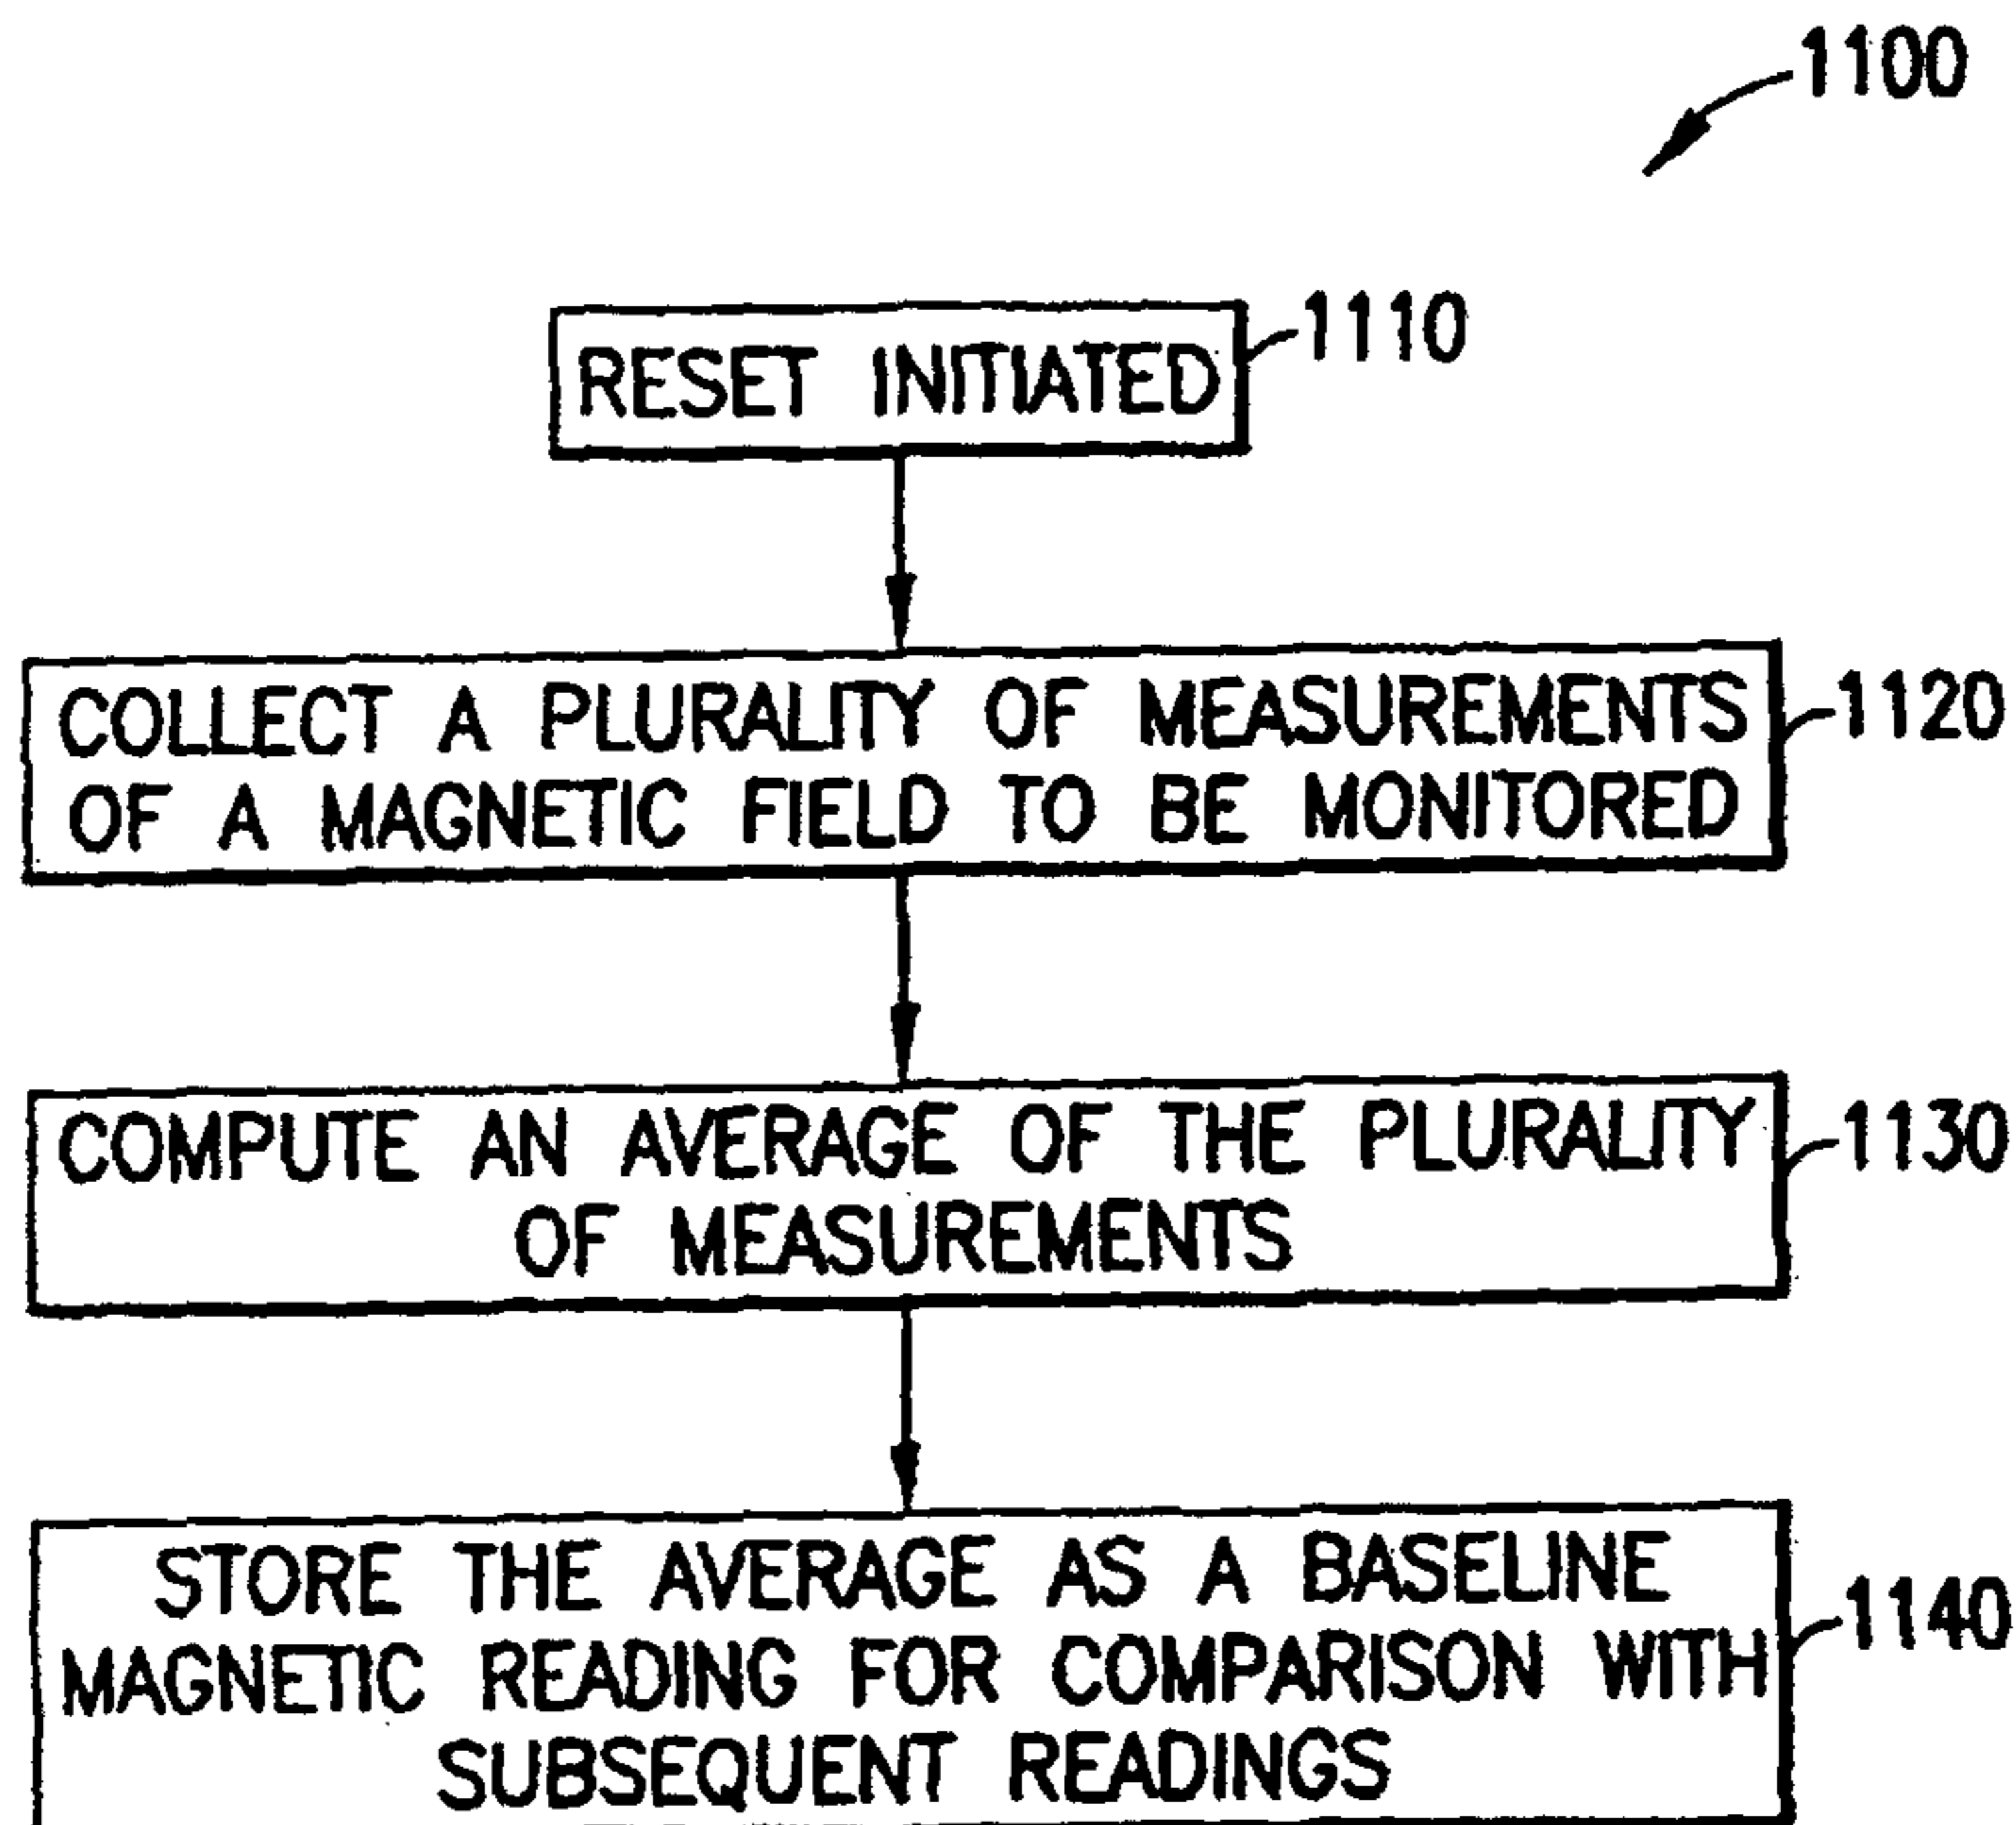 1100
RESET INITIATED
1110
COLLECT A PLURALITY OF MEASUREMENTS
OF A MAGNETIC FIELD TO BE MONITORED
1120
COMPUTE AN AVERAGE OF THE PLURALITY
OF MEASUREMENTS
1130
STORE THE AVERAGE AS A BASELINE
MAGNETIC READING FOR COMPARISON WITH
SUBSEQUENT READINGS
1140